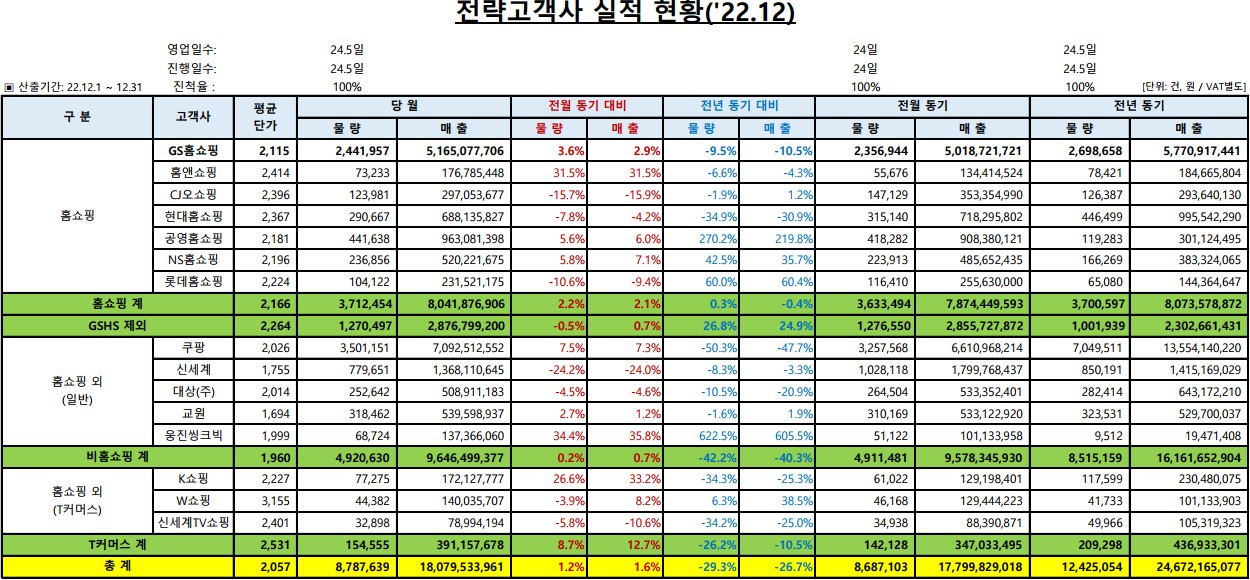 전략고객사 실적 현황('22.12)
영업일수: 24.5일 24일 24.5일
진행일수: 24.5일 24일 24.5일
▣ 산출기간: 22.12.1 ~ 12.31 진척율 : 100% 100% 100% [단위: 건, 원 / VAT별도]
구 분 고객사 평균 단가 당 월 전월 동기 대비 전년 동기 대비 전월 동기 전년 동기
물 량 매 출 물 량 매 출 물 량 매 출 물 량 매 출 물 량 매 출
홈쇼핑
GS홈쇼핑 2,115 2,441,957 5,165,077,706 3.6% 2.9% -9.5% -10.5% 2,356,944 5,018,721,721 2,698,658 5,770,917,441
홈앤쇼핑 2,414 73,233 176,785,448 31.5% 31.5% -6.6% -4.3% 55,676 134,414,524 78,421 184,665,804
CJ오쇼핑 2,396 123,981 297,053,677 -15.7% -15.9% -1.9% 1.2% 147,129 353,354,990 126,387 293,640,130
현대홈쇼핑 2,367 290,667 688,135,827 -7.8% -4.2% -34.9% -30.9% 315,140 718,295,802 446,499 995,542,290
공영홈쇼핑 2,181 441,638 963,081,398 5.6% 6.0% 270.2% 219.8% 418,282 908,380,121 119,283 301,124,495
NS홈쇼핑 2,196 236,856 520,221,675 5.8% 7.1% 42.5% 35.7% 223,913 485,652,435 166,269 383,324,065
롯데홈쇼핑 2,224 104,122 231,521,175 -10.6% -9.4% 60.0% 60.4% 116,410 255,630,000 65,080 144,364,647
홈쇼핑 계 2,166 3,712,454 8,041,876,906 2.2% 2.1% 0.3% -0.4% 3,633,494 7,874,449,593 3,700,597 8,073,578,872
GSHS 제외 2,264 1,270,497 2,876,799,200 -0.5% 0.7% 26.8% 24.9% 1,276,550 2,855,727,872 1,001,939 2,302,661,431
홈쇼핑 외
(일반)
쿠팡 2,026 3,501,151 7,092,512,552 7.5% 7.3% -50.3% -47.7% 3,257,568 6,610,968,214 7,049,511 13,554,140,220
신세계 1,755 779,651 1,368,110,645 -24.2% -24.0% -8.3% -3.3% 1,028,118 1,799,768,437 850,191 1,415,169,029
대상(주) 2,014 252,642 508,911,183 -4.5% -4.6% -10.5% -20.9% 264,504 533,352,401 282,414 643,172,210
교원 1,694 318,462 539,598,937 2.7% 1.2% -1.6% 1.9% 310,169 533,122,920 323,531 529,700,037
웅진씽크빅 1,999 68,724 137,366,060 34.4% 35.8% 622.5% 605.5% 51,122 101,133,958 9,512 19,471,408
비홈쇼핑 계 1,960 4,920,630 9,646,499,377 0.2% 0.7% -42.2% -40.3% 4,911,481 9,578,345,930 8,515,159 16,161,652,904
홈쇼핑 외
(T커머스)
K쇼핑 2,227 77,275 172,127,777 26.6% 33.2% -34.3% -25.3% 61,022 129,198,401 117,599 230,480,075
W쇼핑 3,155 44,382 140,035,707 -3.9% 8.2% 6.3% 38.5% 46,168 129,444,223 41,733 101,133,903
신세계TV쇼핑 2,401 32,898 78,994,194 -5.8% -10.6% -34.2% -25.0% 34,938 88,390,871 49,966 105,319,323
T커머스 계 2,531 154,555 391,157,678 8.7% 12.7% -26.2% -10.5% 142,128 347,033,495 209,298 436,933,301
총 계 2,057 8,787,639 18,079,533,961 1.2% 1.6% -29.3% -26.7% 8,687,103 17,799,829,018 12,425,054 24,672,165,077